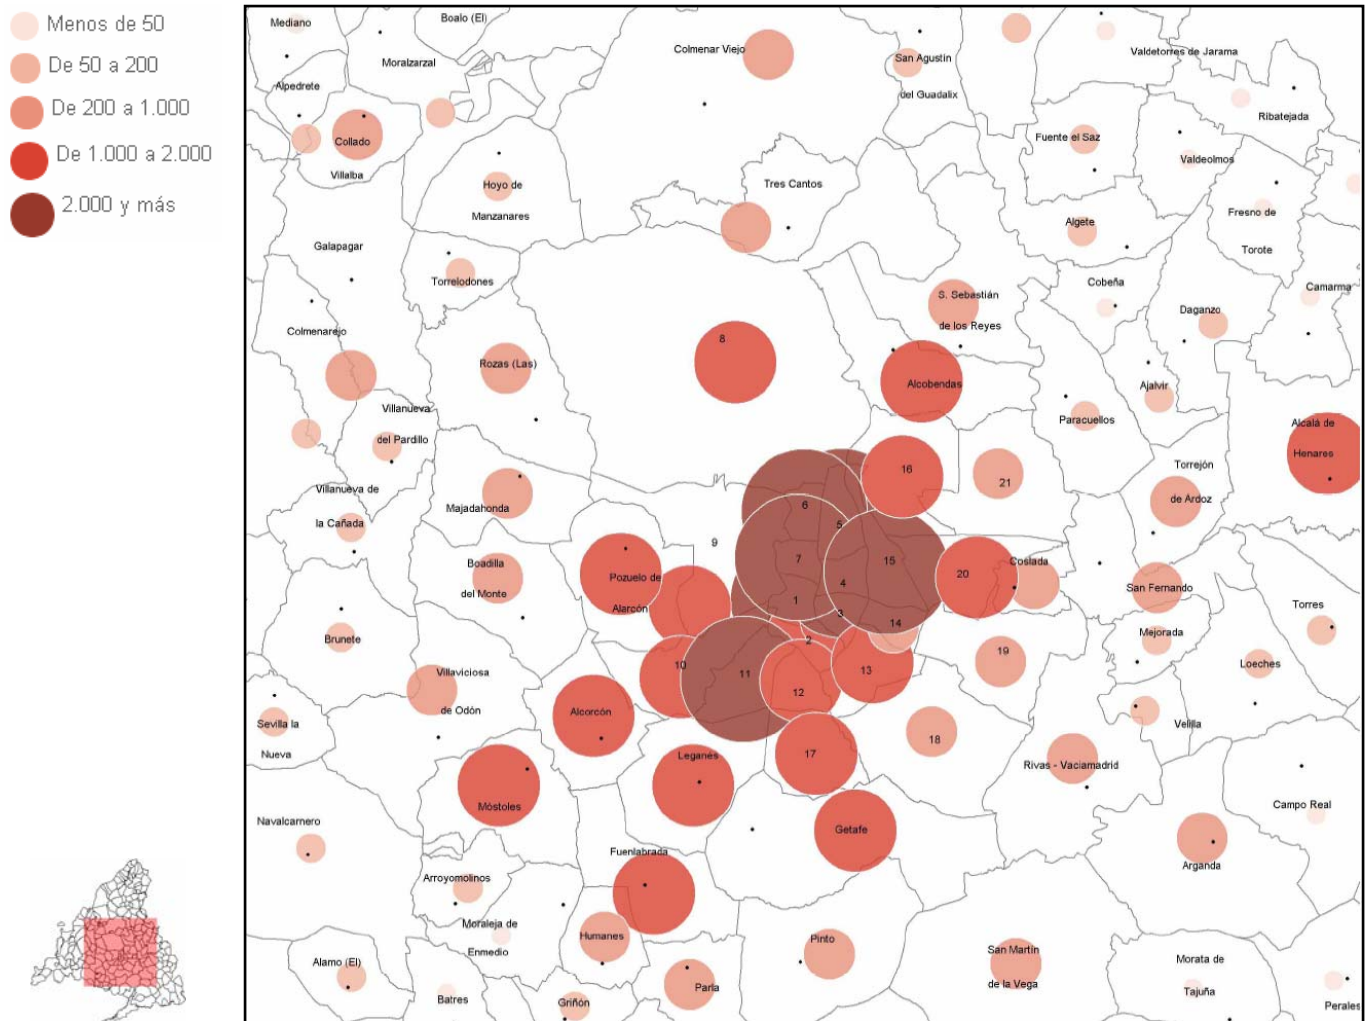 Menos de 50
De 50 a 200
De 200 a 1.000
De 1.000 a 2.000
2.000 y más
Mediano
Boalo (El)
Moralzarzal
Colmenar Viejo
San Agustin
del Guadalix
Valdetorres de Jarama
Alpedrete
Ribatejada
Collado
Villalba
Fuente el Saz
Valdeolmos
Hoyo de
Manzanares
Tres Cantos
Algete
Fresno de
Torote
Galapagar
Torrelodones
Cobeña
Camarma
S. Sebastián
de los Reyes
Daganzo
Colmenarejo
8
Rozas (Las)
Alcobendas
Ajalvir
Villanueva
del Pardillo
Paracuellos
Alcalá de
Henares
16
Torrejón
de Ardoz
21
Villanueva de
la Cañada
Majadahonda
6
5
9
7
15
Boadilla
del Monte
Pozuelo de
Alarcón
4
20
Coslada
San Fernando
1
3
14
Torres
Brunete
2
Mejorada
19
Loeches
10
11
13
12
Villaviciosa
de Odón
Alcorcón
Sevilla la
Nueva
Velilla
18
17
Leganés
Rivas - Vaciamadrid
Móstoles
Campo Real
Navalcarnero
Getafe
Fuenlabrada
Arganda
Arroyomolinos
Moraleja de
Enmedio
Humanes
Pinto
San Martín
de la Vega
Alamo (El)
Morata de
Tajuña
Parla
Batres
Griñón
Perales